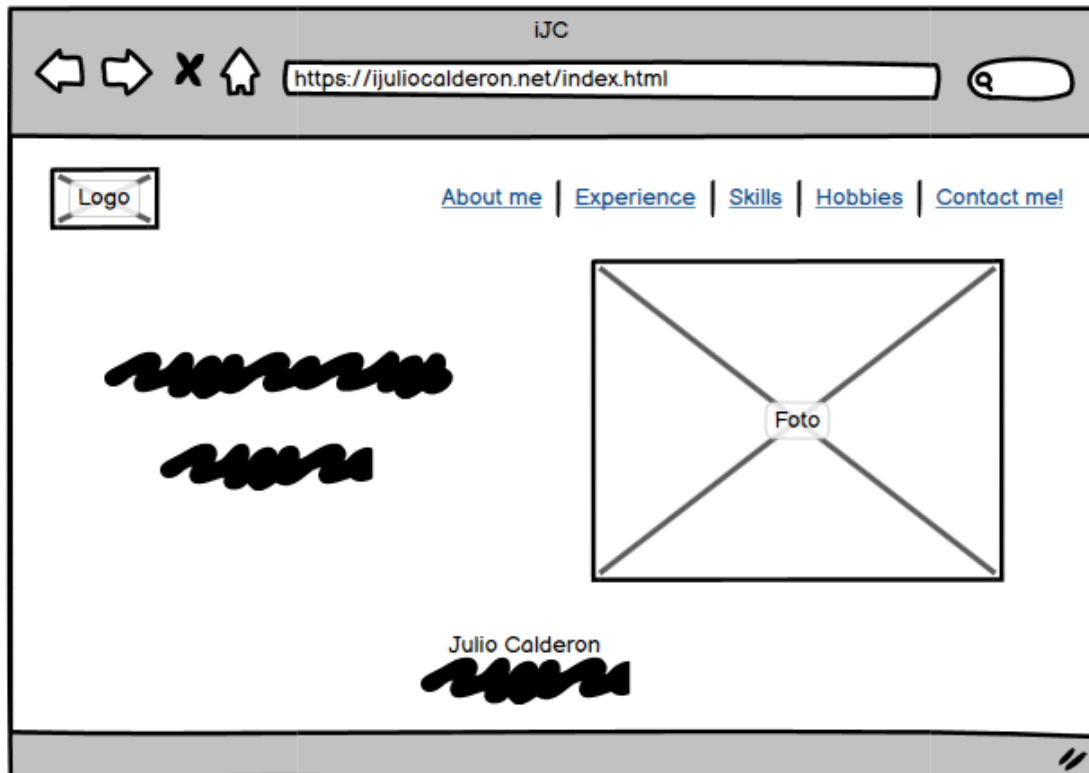 iJC
https://ijuliocalderon.net/index.html
Logo
About me | Experience | Skills | Hobbies | Contact me!
Foto
Julio Calderon